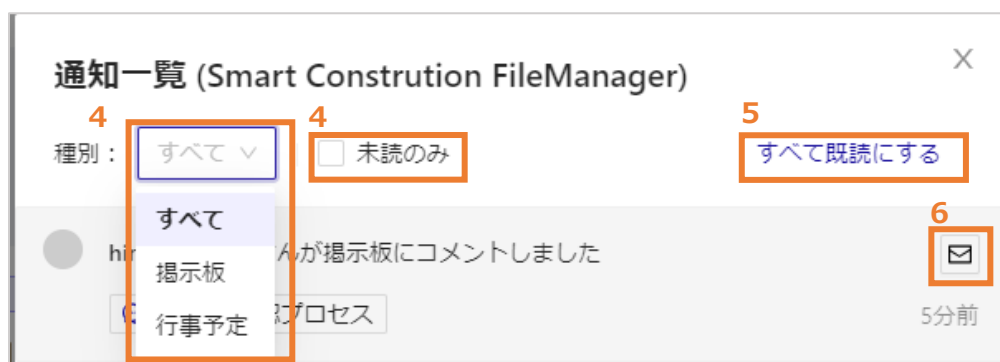 通知一覧 (Smart Constrution FileManager)
X
4
4
5
種別：
すべて
未読のみ
すべて既読にする
すべて
6
hir
んが掲示板にコメントしました
掲示板
プロセス
5分前
行事予定